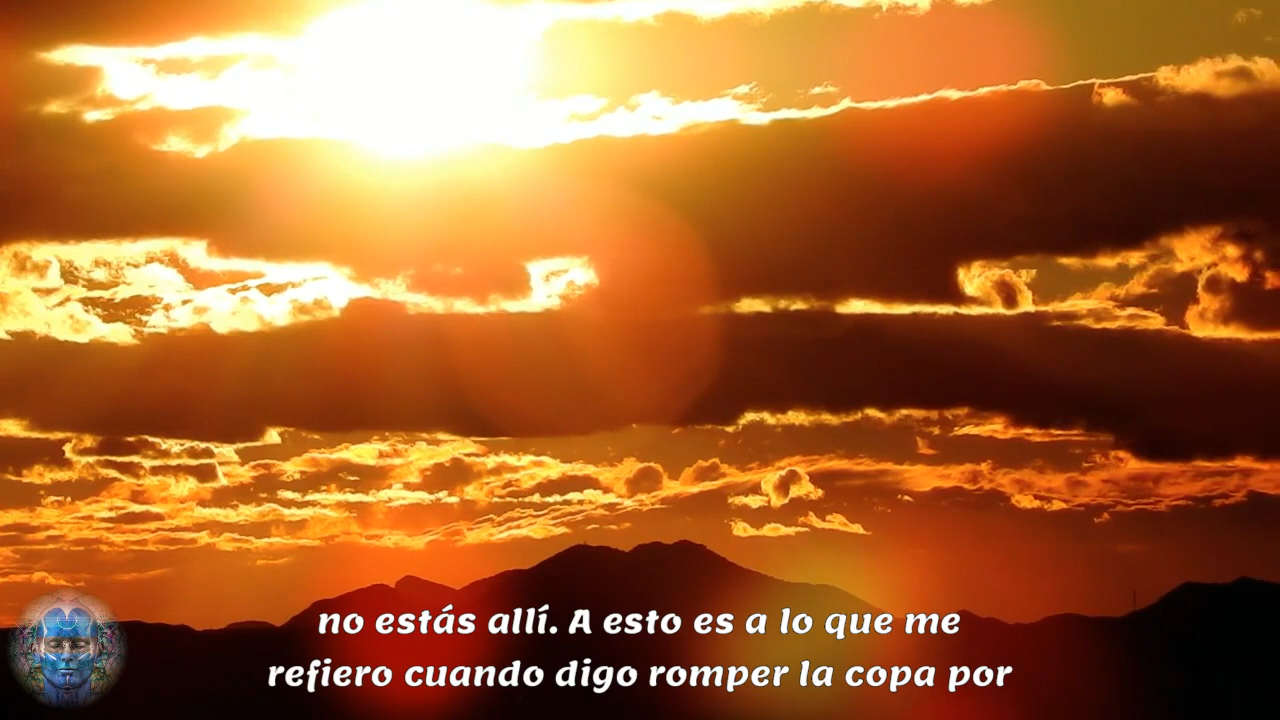 no estás allí. A esto es a lo que me
refiero cuando digo romper la copa por